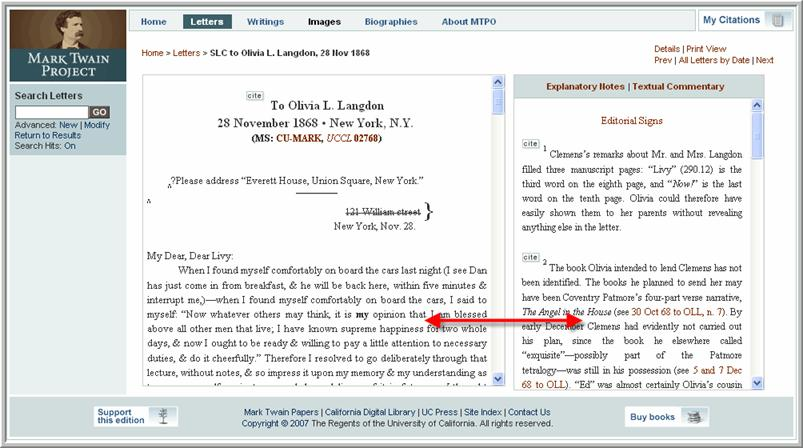 Home Letters Writings Images Biographies About MTPO
My Citations
MARK TWAIN
PROJECT
Home > Letters > SLC to Olivia L. Langdon, 28 Nov 1868
Details | Print View
Prev | All Letters by Date | Next
Search Letters
GO
Advanced: New | Modify
Return to Results
Search Hits: On
cite
To Olivia L. Langdon
28 November 1868 • New York, N.Y.
(MS: CU-MARK, UCCL 02768)
‸?Please address “Everett House, Union Square, New York.”
‸
121 William street }
New York, Nov. 28.
My Dear, Dear Livy:
When I found myself comfortably on board the cars last night (I see Dan
has just come in from breakfast, & he will be back here, within five minutes &
interrupt me,)—when I found myself comfortably on board the cars, I said to
myself: “Now whatever others may think, it is my opinion that I am blessed
above all other men that live; I have known supreme happiness for two whole
days, & now I ought to be ready & willing to pay a little attention to necessary
duties, & do it cheerfully.” Therefore I resolved to go deliberately through that
lecture, without notes, & so impress it upon my memory & my understanding as
Explanatory Notes | Textual Commentary
Editorial Signs
cite 1 Clemens’s remarks about Mr. and Mrs. Langdon
filled three manuscript pages: “Livy” (290.12) is the
third word on the eighth page, and “Now!” is the last
word on the tenth page. Olivia could therefore have
easily shown them to her parents without revealing
anything else in the letter.
cite 2 The book Olivia intended to lend Clemens has not
been identified. The books he planned to send her may
have been Coventry Patmore’s four-part verse narrative,
The Angel in the House (see 30 Oct 68 to OLL, n. 7). By
early December Clemens had evidently not carried out
his plan, since the book he elsewhere called
“exquisite”—possibly part of the Patmore
tetralogy—was still in his possession (see 5 and 7 Dec
68 to OLL). “Ed” was almost certainly Olivia’s cousin
Support
this edition
Mark Twain Papers | California Digital Library | UC Press | Site Index | Contact Us
Copyright © 2007 The Regents of the University of California. All rights reserved.
Buy books